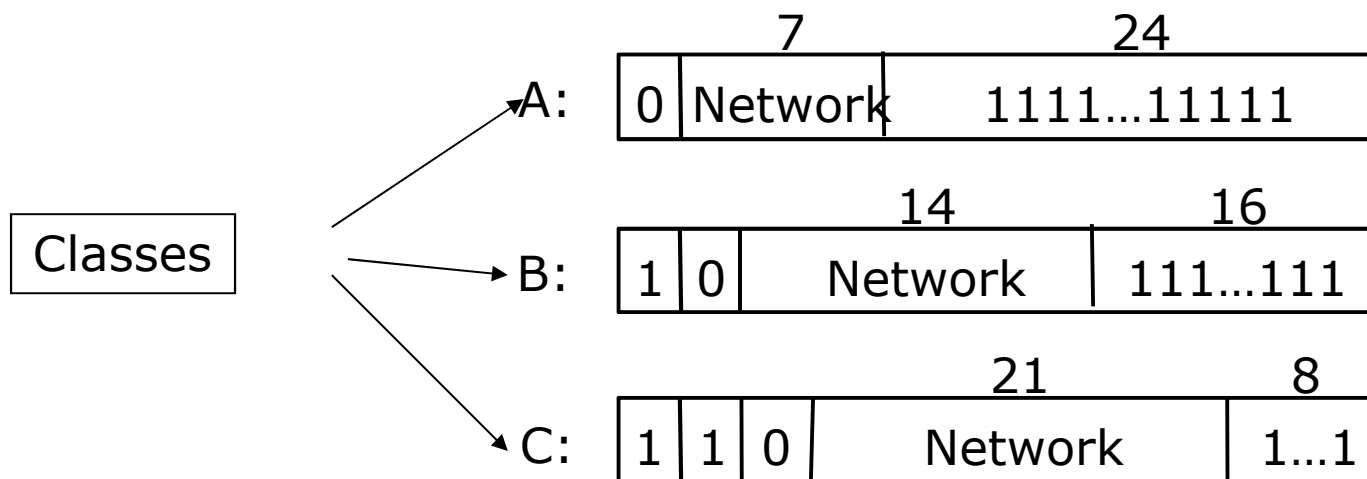 7 24
A: 0 Network 1111...11111
14 16
Classes
B: 1 0 Network 111...111
21 8
C: 1 1 0 Network 1...1